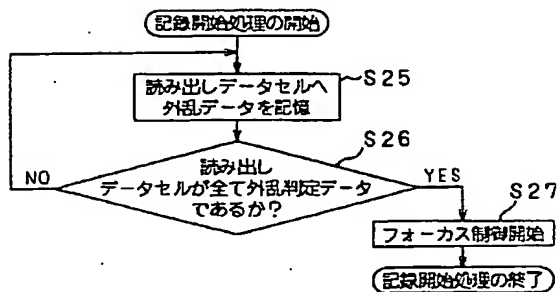 記録開始処理の開始
読み出しデータセルへ
外乱データを記憶
S25
S26
読み出し
データセルが全て外乱判定データ
であるか?
NO
YES
S27
フォーカス制御開始
記録開始処理の終了